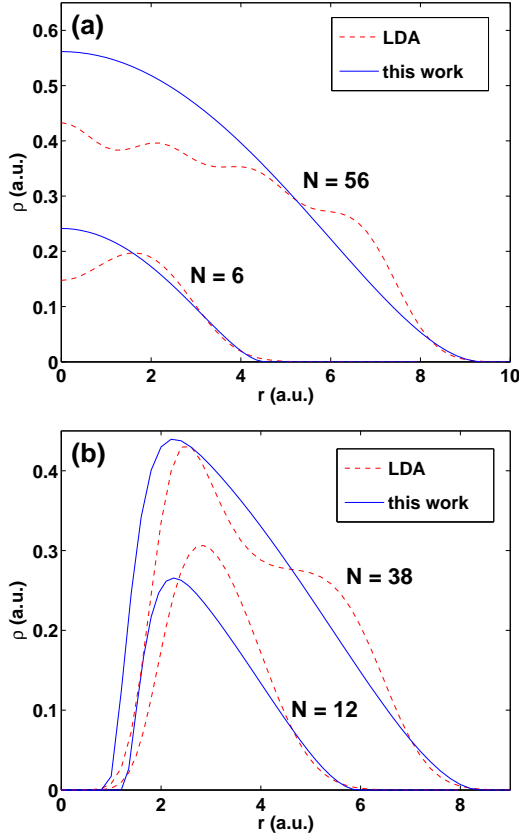 (a)
LDA
this work
N = 56
N = 6
ρ (a.u.)
0.6
0.5
0.4
0.3
0.2
0.1
0
0 2 4 6 8 10
r (a.u.)
(b)
LDA
this work
N = 38
N = 12
ρ (a.u.)
0.4
0.3
0.2
0.1
0
0 2 4 6 8
r (a.u.)